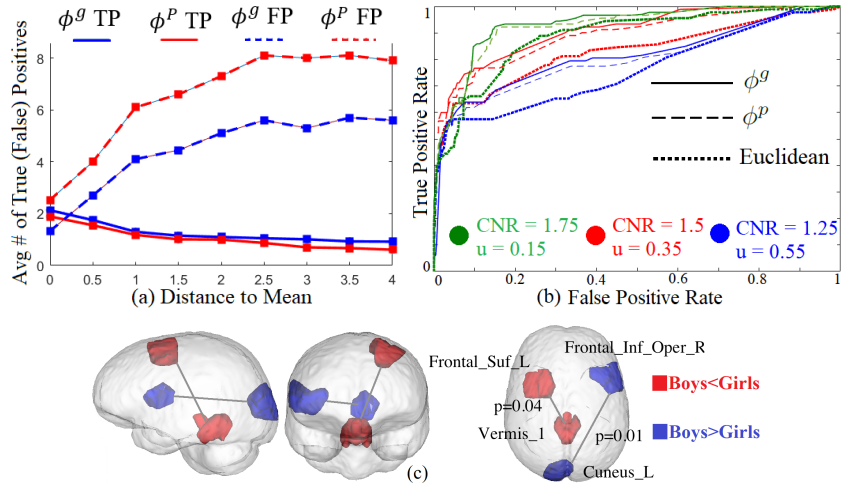 ϕ^g TP ϕ^P TP ϕ^g FP ϕ^P FP
Avg # of True (False) Positives
8
6
4
2
0
0 0.5 1 1.5 2 2.5 3 3.5 4
(a) Distance to Mean
1
True Positive Rate
ϕ^g
ϕ^p
Euclidean
CNR = 1.75
u = 0.15
CNR = 1.5
u = 0.35
CNR = 1.25
u = 0.55
0
0 0.2 0.4 0.6 0.8 1
(b) False Positive Rate
Frontal_Suf_L
Frontal_Inf_Oper_R
p=0.04
Vermis_1
p=0.01
Cuneus_L
Boys<Girls
Boys>Girls
(c)